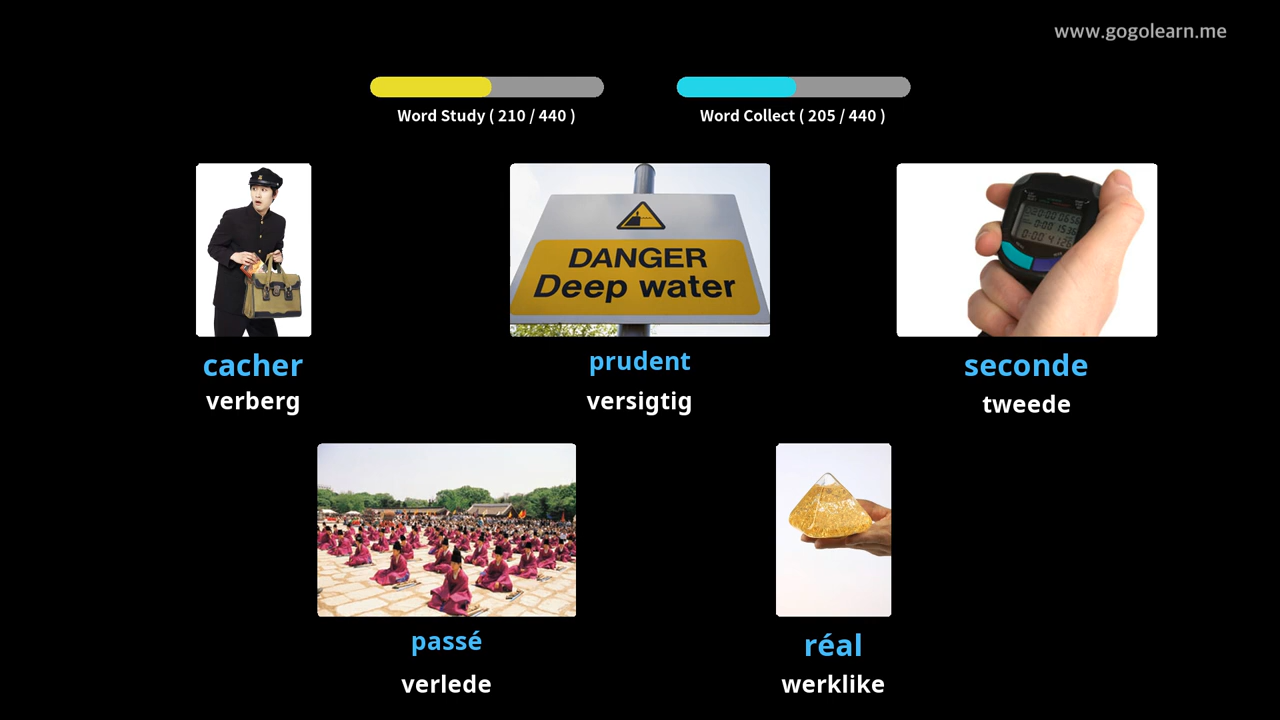 www.gogolearn.me
Word Study ( 210 / 440 )
Word Collect ( 205 / 440 )
DANGER
Deep water
cacher
verberg
prudent
versigtig
seconde
tweede
passé
verlede
réal
werklike